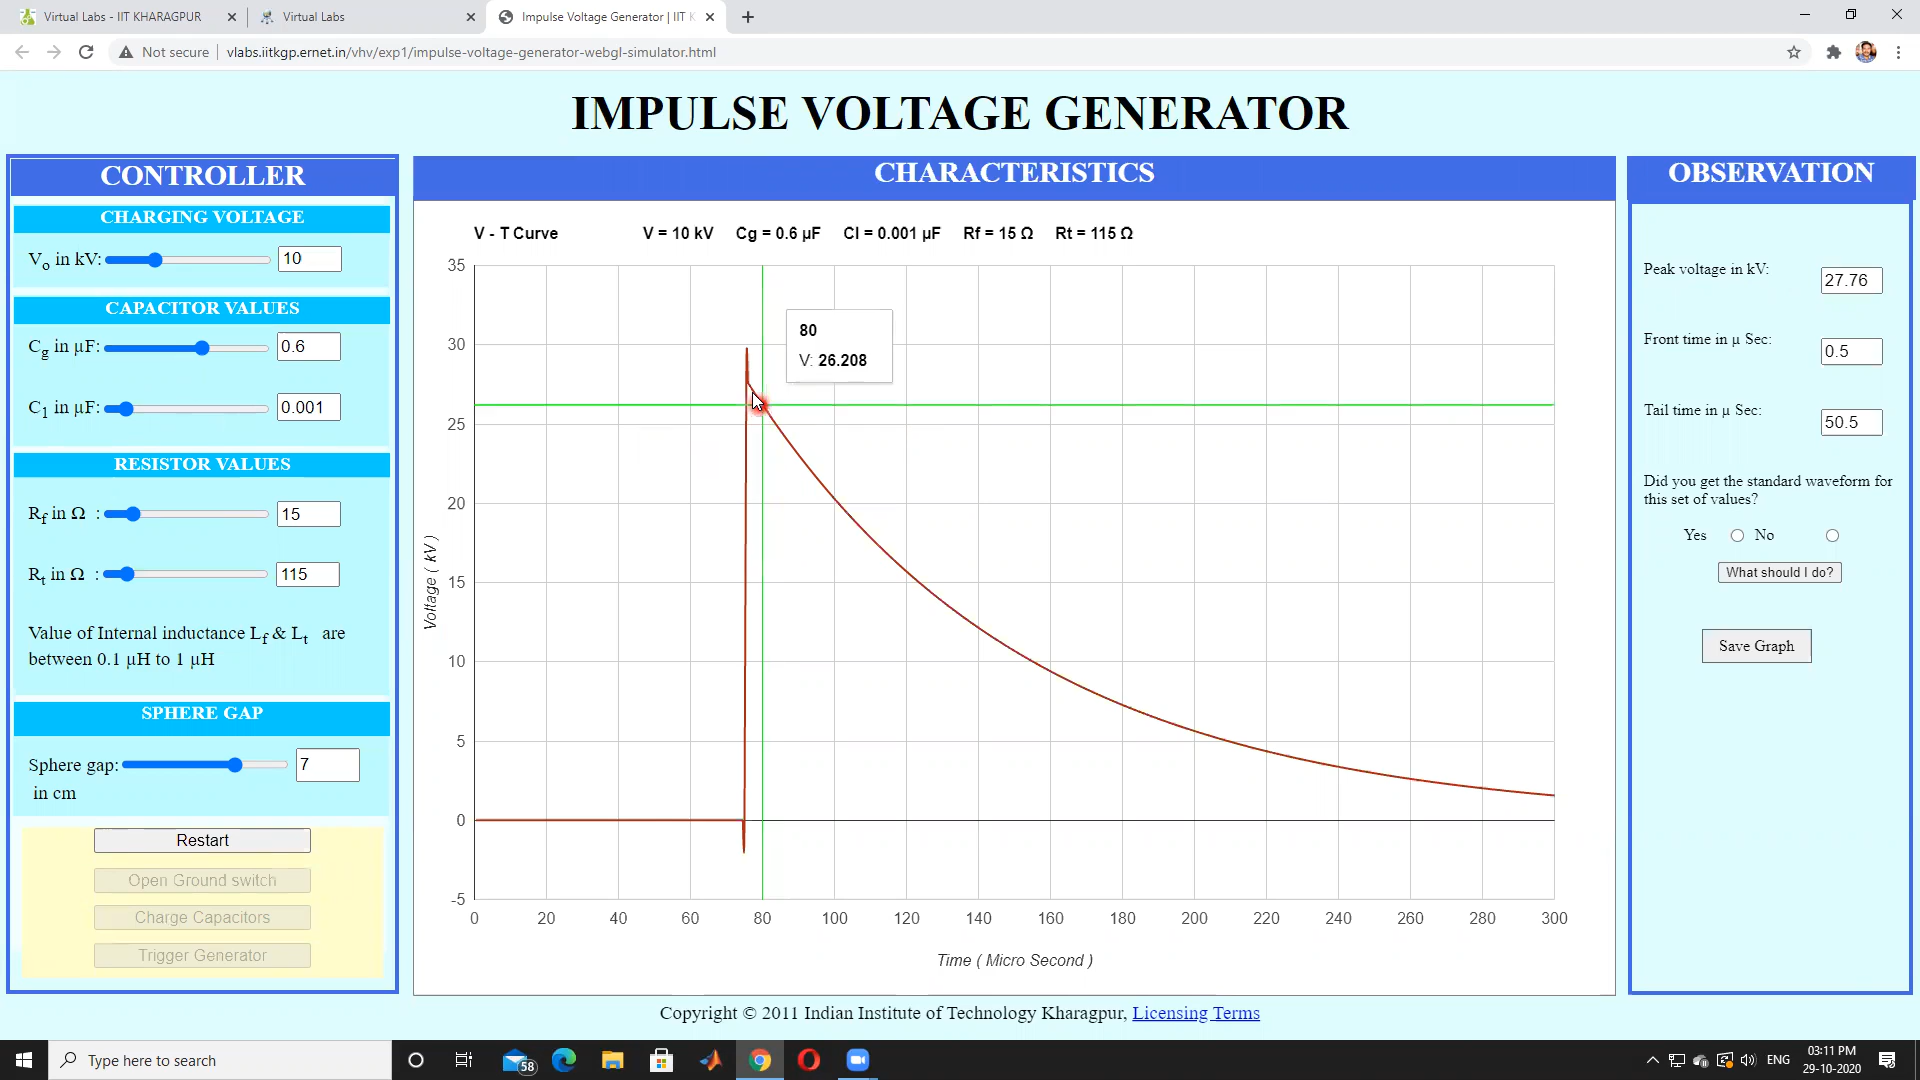 Virtual Labs - IIT KHARAGPUR
Virtual Labs
Impulse Voltage Generator | IIT K
Not secure
vlabs.iitkgp.ernet.in/vhv/exp1/impulse-voltage-generator-webgl-simulator.html
IMPULSE VOLTAGE GENERATOR
CONTROLLER
CHARGING VOLTAGE
Vo in kV: 10
CAPACITOR VALUES
Cg in µF: 0.6
C1 in µF: 0.001
RESISTOR VALUES
Rf in Ω : 15
Rt in Ω : 115
Value of Internal inductance Lf & Lt are
between 0.1 µH to 1 µH
SPHERE GAP
Sphere gap: 7
in cm
Restart
Open Ground switch
Charge Capacitors
Trigger Generator
CHARACTERISTICS
V - T Curve V = 10 kV Cg = 0.6 µF Cl = 0.001 µF Rf = 15 Ω Rt = 115 Ω
35
30
25
20
15
10
5
0
-5
Voltage ( kV )
80
V: 26.208
0 20 40 60 80 100 120 140 160 180 200 220 240 260 280 300
Time ( Micro Second )
OBSERVATION
Peak voltage in kV: 27.76
Front time in µ Sec: 0.5
Tail time in µ Sec: 50.5
Did you get the standard waveform for
this set of values?
Yes No
What should I do?
Save Graph
Copyright © 2011 Indian Institute of Technology Kharagpur, Licensing Terms
Type here to search
58
ENG
03:11 PM
29-10-2020